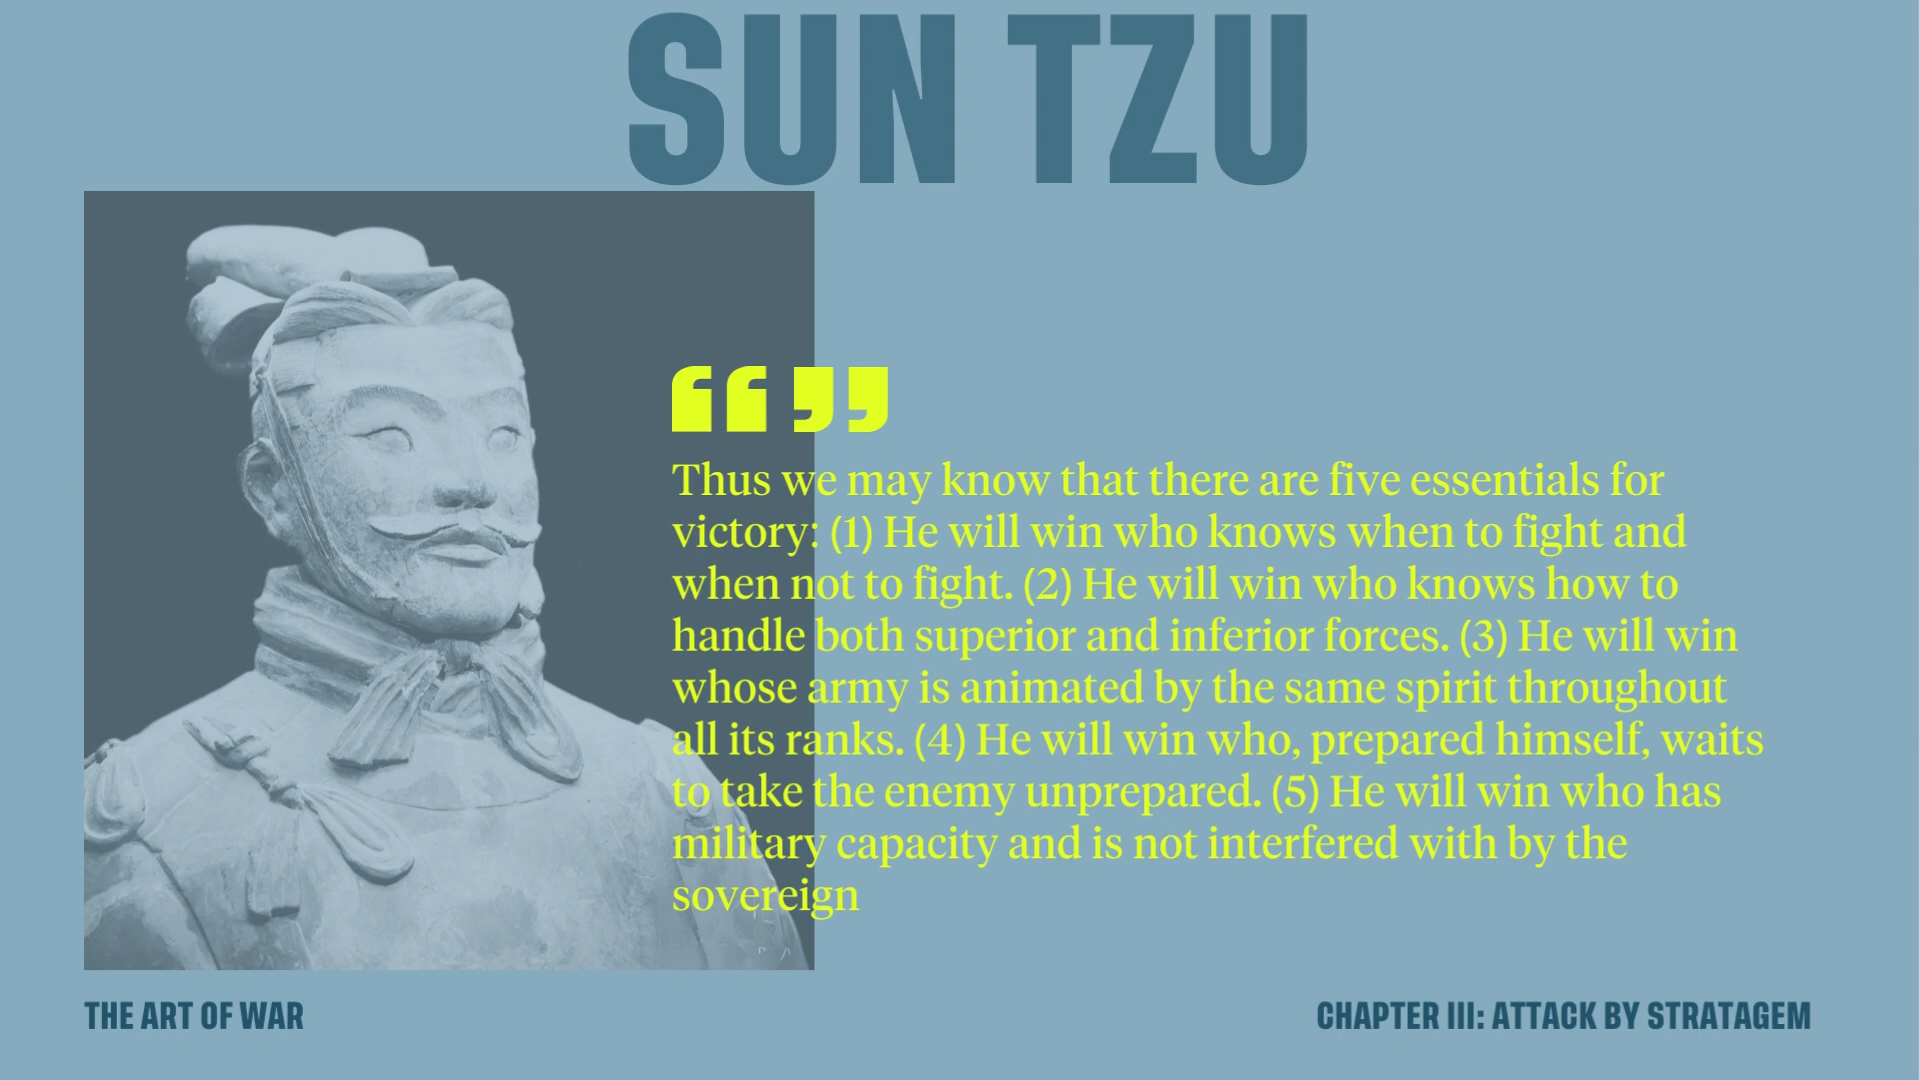 SUN TZU
“ ”
Thus we may know that there are five essentials for
victory: (1) He will win who knows when to fight and
when not to fight. (2) He will win who knows how to
handle both superior and inferior forces. (3) He will win
whose army is animated by the same spirit throughout
all its ranks. (4) He will win who, prepared himself, waits
to take the enemy unprepared. (5) He will win who has
military capacity and is not interfered with by the
sovereign
THE ART OF WAR
CHAPTER III: ATTACK BY STRATAGEM